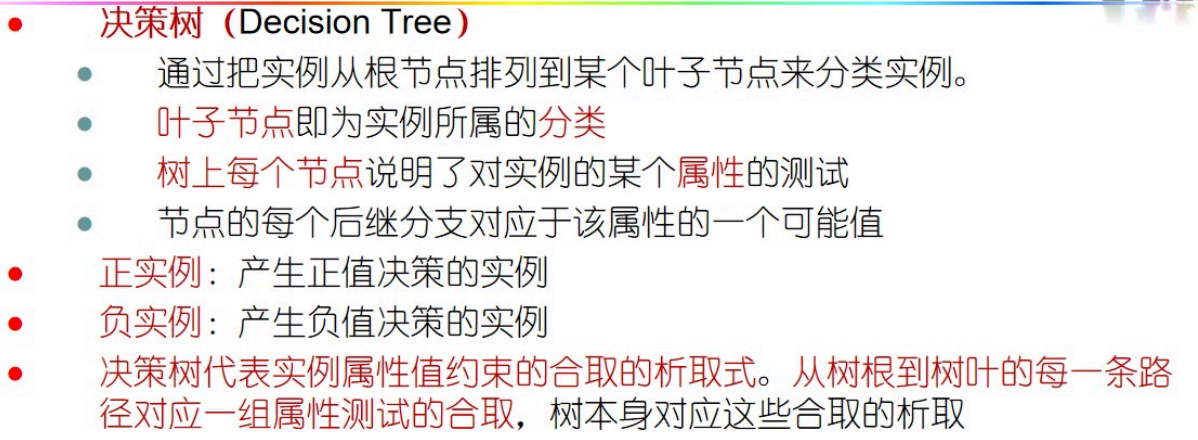 决策树（Decision Tree）
通过把实例从根节点排列到某个叶子节点来分类实例。
叶子节点即为实例所属的分类
树上每个节点说明了对实例的某个属性的测试
节点的每个后继分支对应于该属性的一个可能值
正实例：产生正值决策的实例
负实例：产生负值决策的实例
决策树代表实例属性值约束的合取的析取式。从树根到树叶的每一条路
径对应一组属性测试的合取，树本身对应这些合取的析取